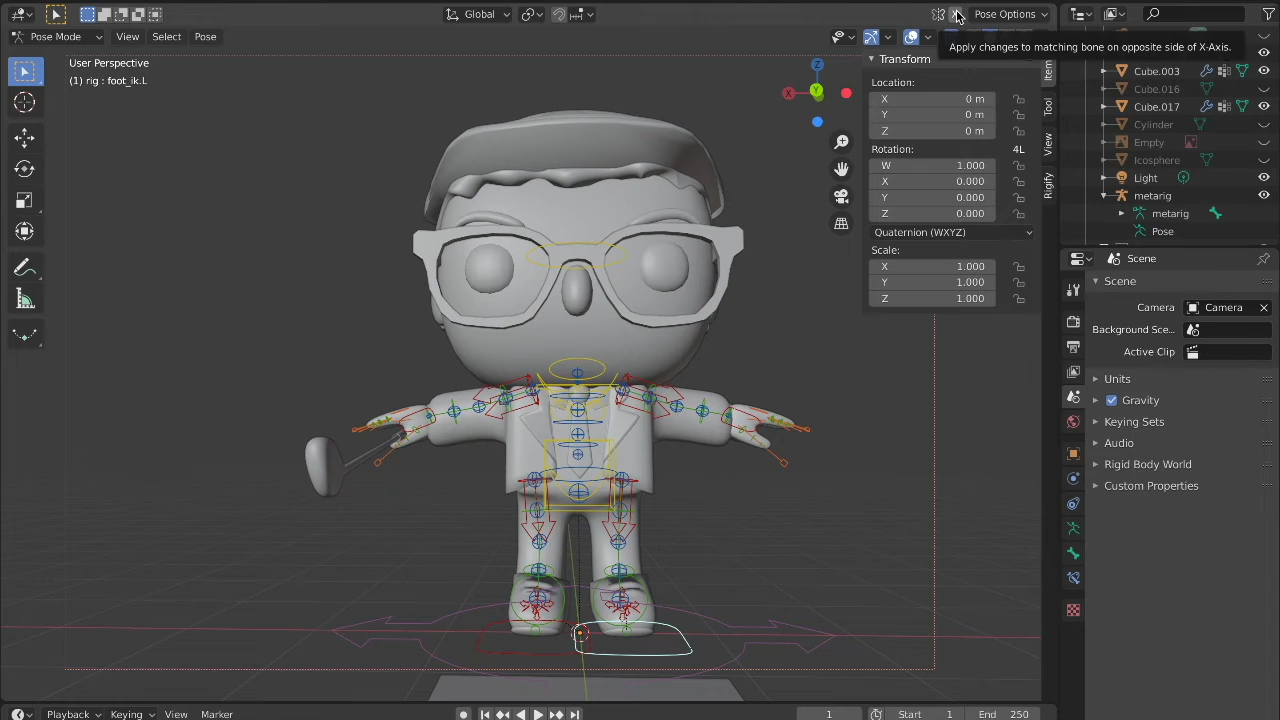 Global
Pose Options
Pose Mode
View
Select
Pose
Apply changes to matching bone on opposite side of X-Axis.
User Perspective
(1) rig : foot_ik.L
Z
X
Y
Transform
Location:
X 0 m
Y 0 m
Z 0 m
Rotation: 4L
W 1.000
X 0.000
Y 0.000
Z 0.000
Quaternion (WXYZ)
Scale:
X 1.000
Y 1.000
Z 1.000
Item
Tool
View
Rigify
Cube.003
Cube.016
Cube.017
Cylinder
Empty
Icosphere
Light
metarig
metarig
Pose
Scene
Scene
Camera Camera
Background Sce...
Active Clip
Units
Gravity
Keying Sets
Audio
Rigid Body World
Custom Properties
Playback
Keying
View
Marker
1
Start 1
End 250